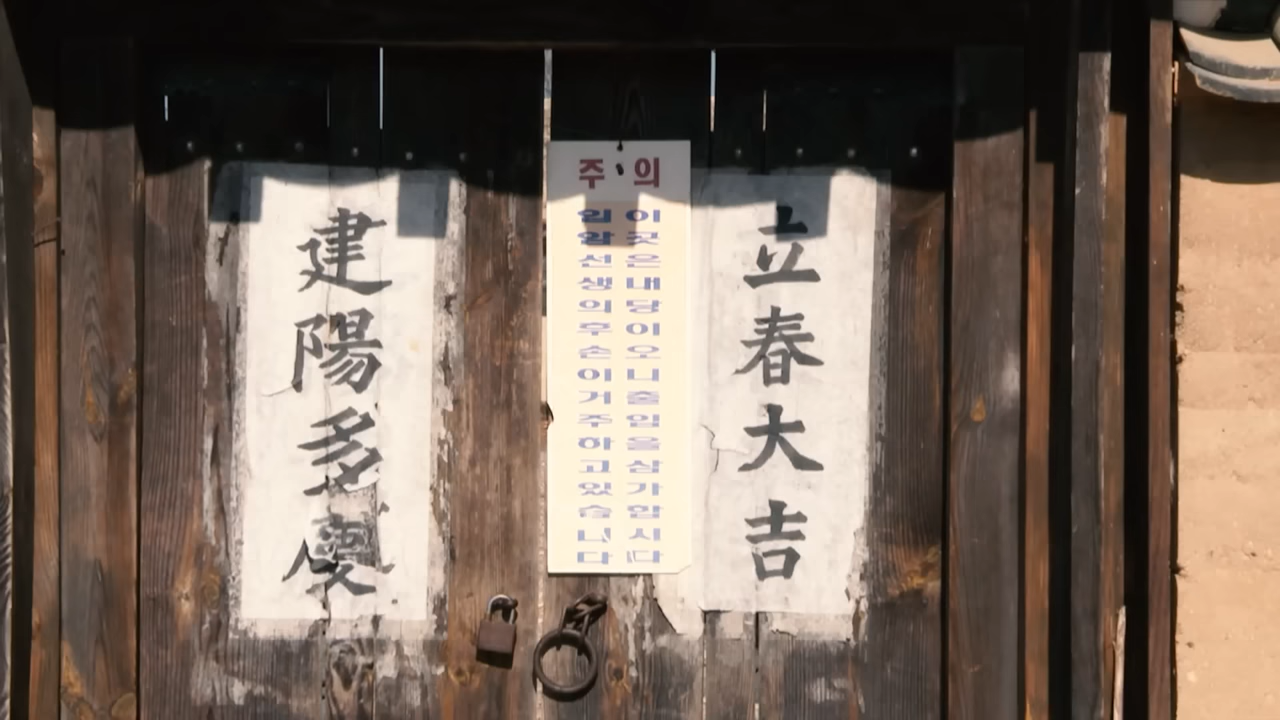 立春大吉
주의
이곳은내당이오니출입을삼가합시다
입암선생의후손이거주하고있습니다
建陽多慶